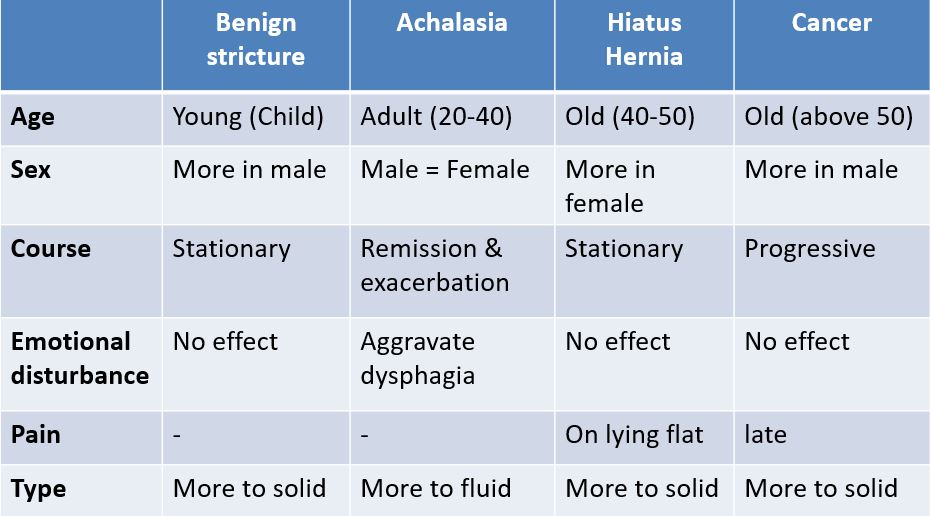 Benign stricture Achalasia Hiatus Hernia Cancer
Age Young (Child) Adult (20-40) Old (40-50) Old (above 50)
Sex More in male Male = Female More in female More in male
Course Stationary Remission & exacerbation Stationary Progressive
Emotional disturbance No effect Aggravate dysphagia No effect No effect
Pain - - On lying flat late
Type More to solid More to fluid More to solid More to solid